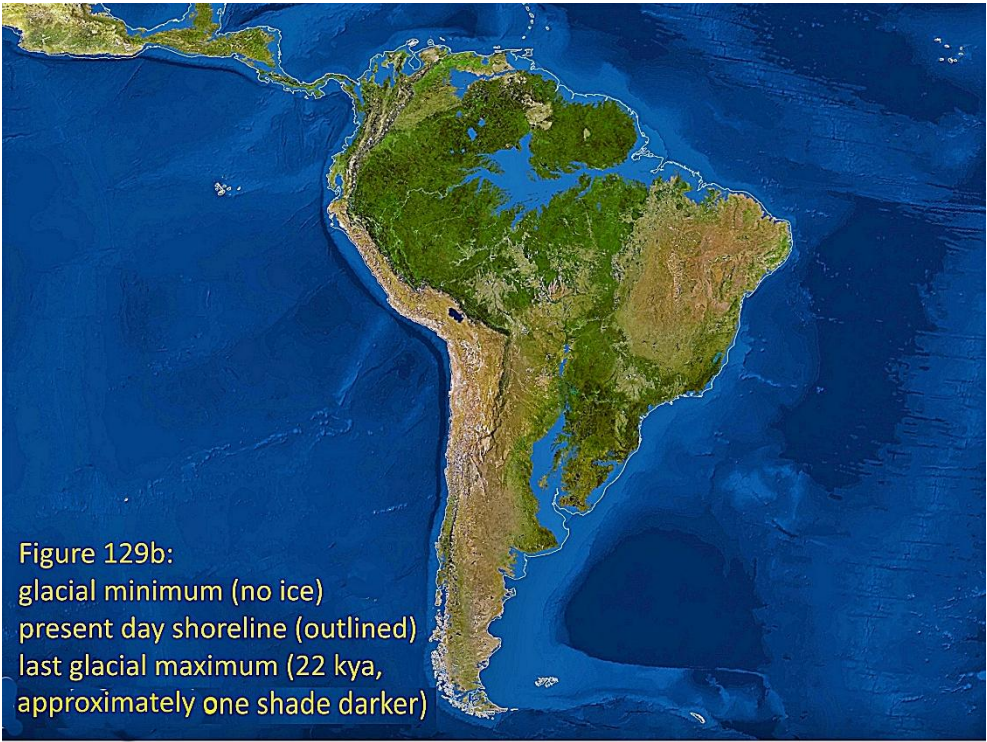 Figure 129b:
glacial minimum (no ice)
present day shoreline (outlined)
last glacial maximum (22 kya,
approximately one shade darker)